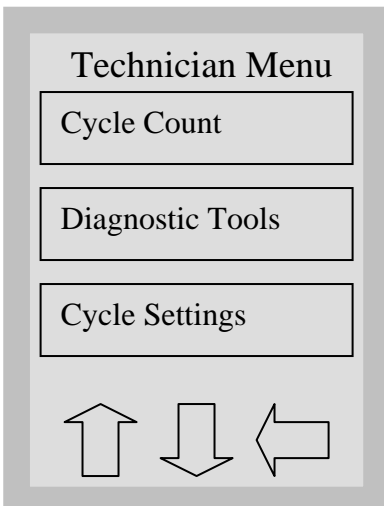 Technician Menu
Cycle Count
Diagnostic Tools
Cycle Settings